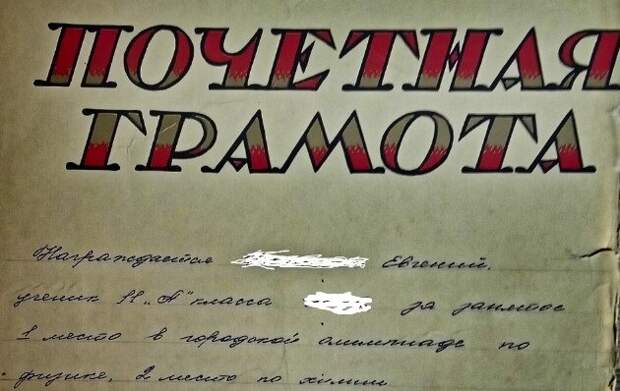 ПОЧЕТНАЯ
ГРАМОТА
Награждается Евгений,
ученик 11 „А" класса за занятое
1 место в городской олимпиаде по
физике, 2 место по химии